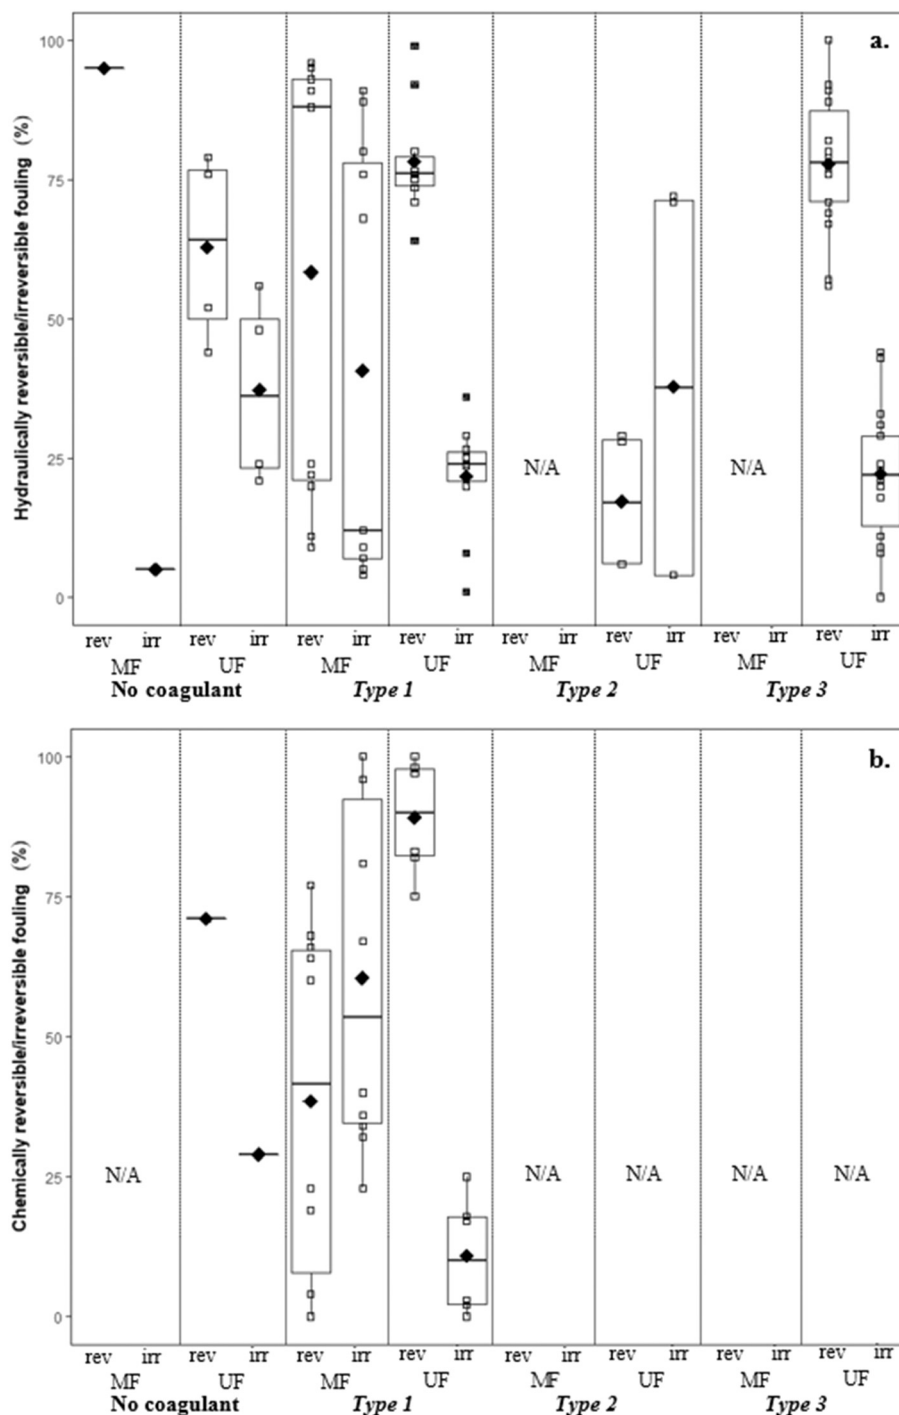 a.
Hydraulically reversible/irreversible fouling (%)
100
75
50
25
0
N/A
N/A
rev irr rev irr rev irr rev irr rev irr rev irr rev irr rev irr
MF UF MF UF MF UF MF UF
No coagulant Type 1 Type 2 Type 3
b.
Chemically reversible/irreversible fouling (%)
100
75
50
25
0
N/A N/A N/A N/A N/A
rev irr rev irr rev irr rev irr rev irr rev irr rev irr rev irr
MF UF MF UF MF UF MF UF
No coagulant Type 1 Type 2 Type 3